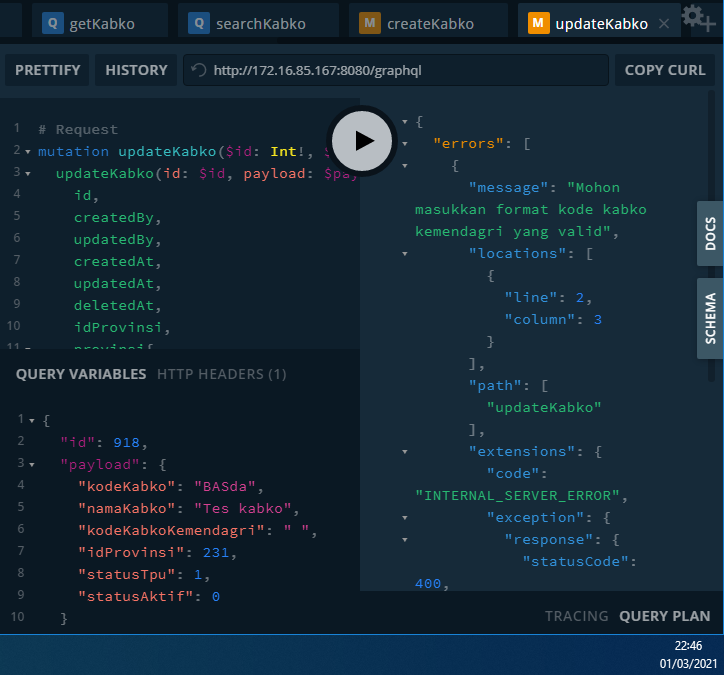 Q getKabko
Q searchKabko
M createKabko
M updateKabko ×
PRETTIFY
HISTORY
http://172.16.85.167:8080/graphql
COPY CURL
1 # Request
2 mutation updateKabko($id: Int!, $
3 updateKabko(id: $id, payload: $pay
4 id,
5 createdBy,
6 updatedBy,
7 createdAt,
8 updatedAt,
9 deletedAt,
10 idProvinsi,
11 provinsi{
QUERY VARIABLES HTTP HEADERS (1)
1 {
2 "id": 918,
3 "payload": {
4 "kodeKabko": "BASda",
5 "namaKabko": "Tes kabko",
6 "kodeKabkoKemendagri": " ",
7 "idProvinsi": 231,
8 "statusTpu": 1,
9 "statusAktif": 0
10 }
{
"errors": [
{
"message": "Mohon
masukkan format kode kabko
kemendagri yang valid",
"locations": [
{
"line": 2,
"column": 3
}
],
"path": [
"updateKabko"
],
"extensions": {
"code":
"INTERNAL_SERVER_ERROR",
"exception": {
"response": {
"statusCode":
400,
DOCS
SCHEMA
TRACING QUERY PLAN
22:46
01/03/2021